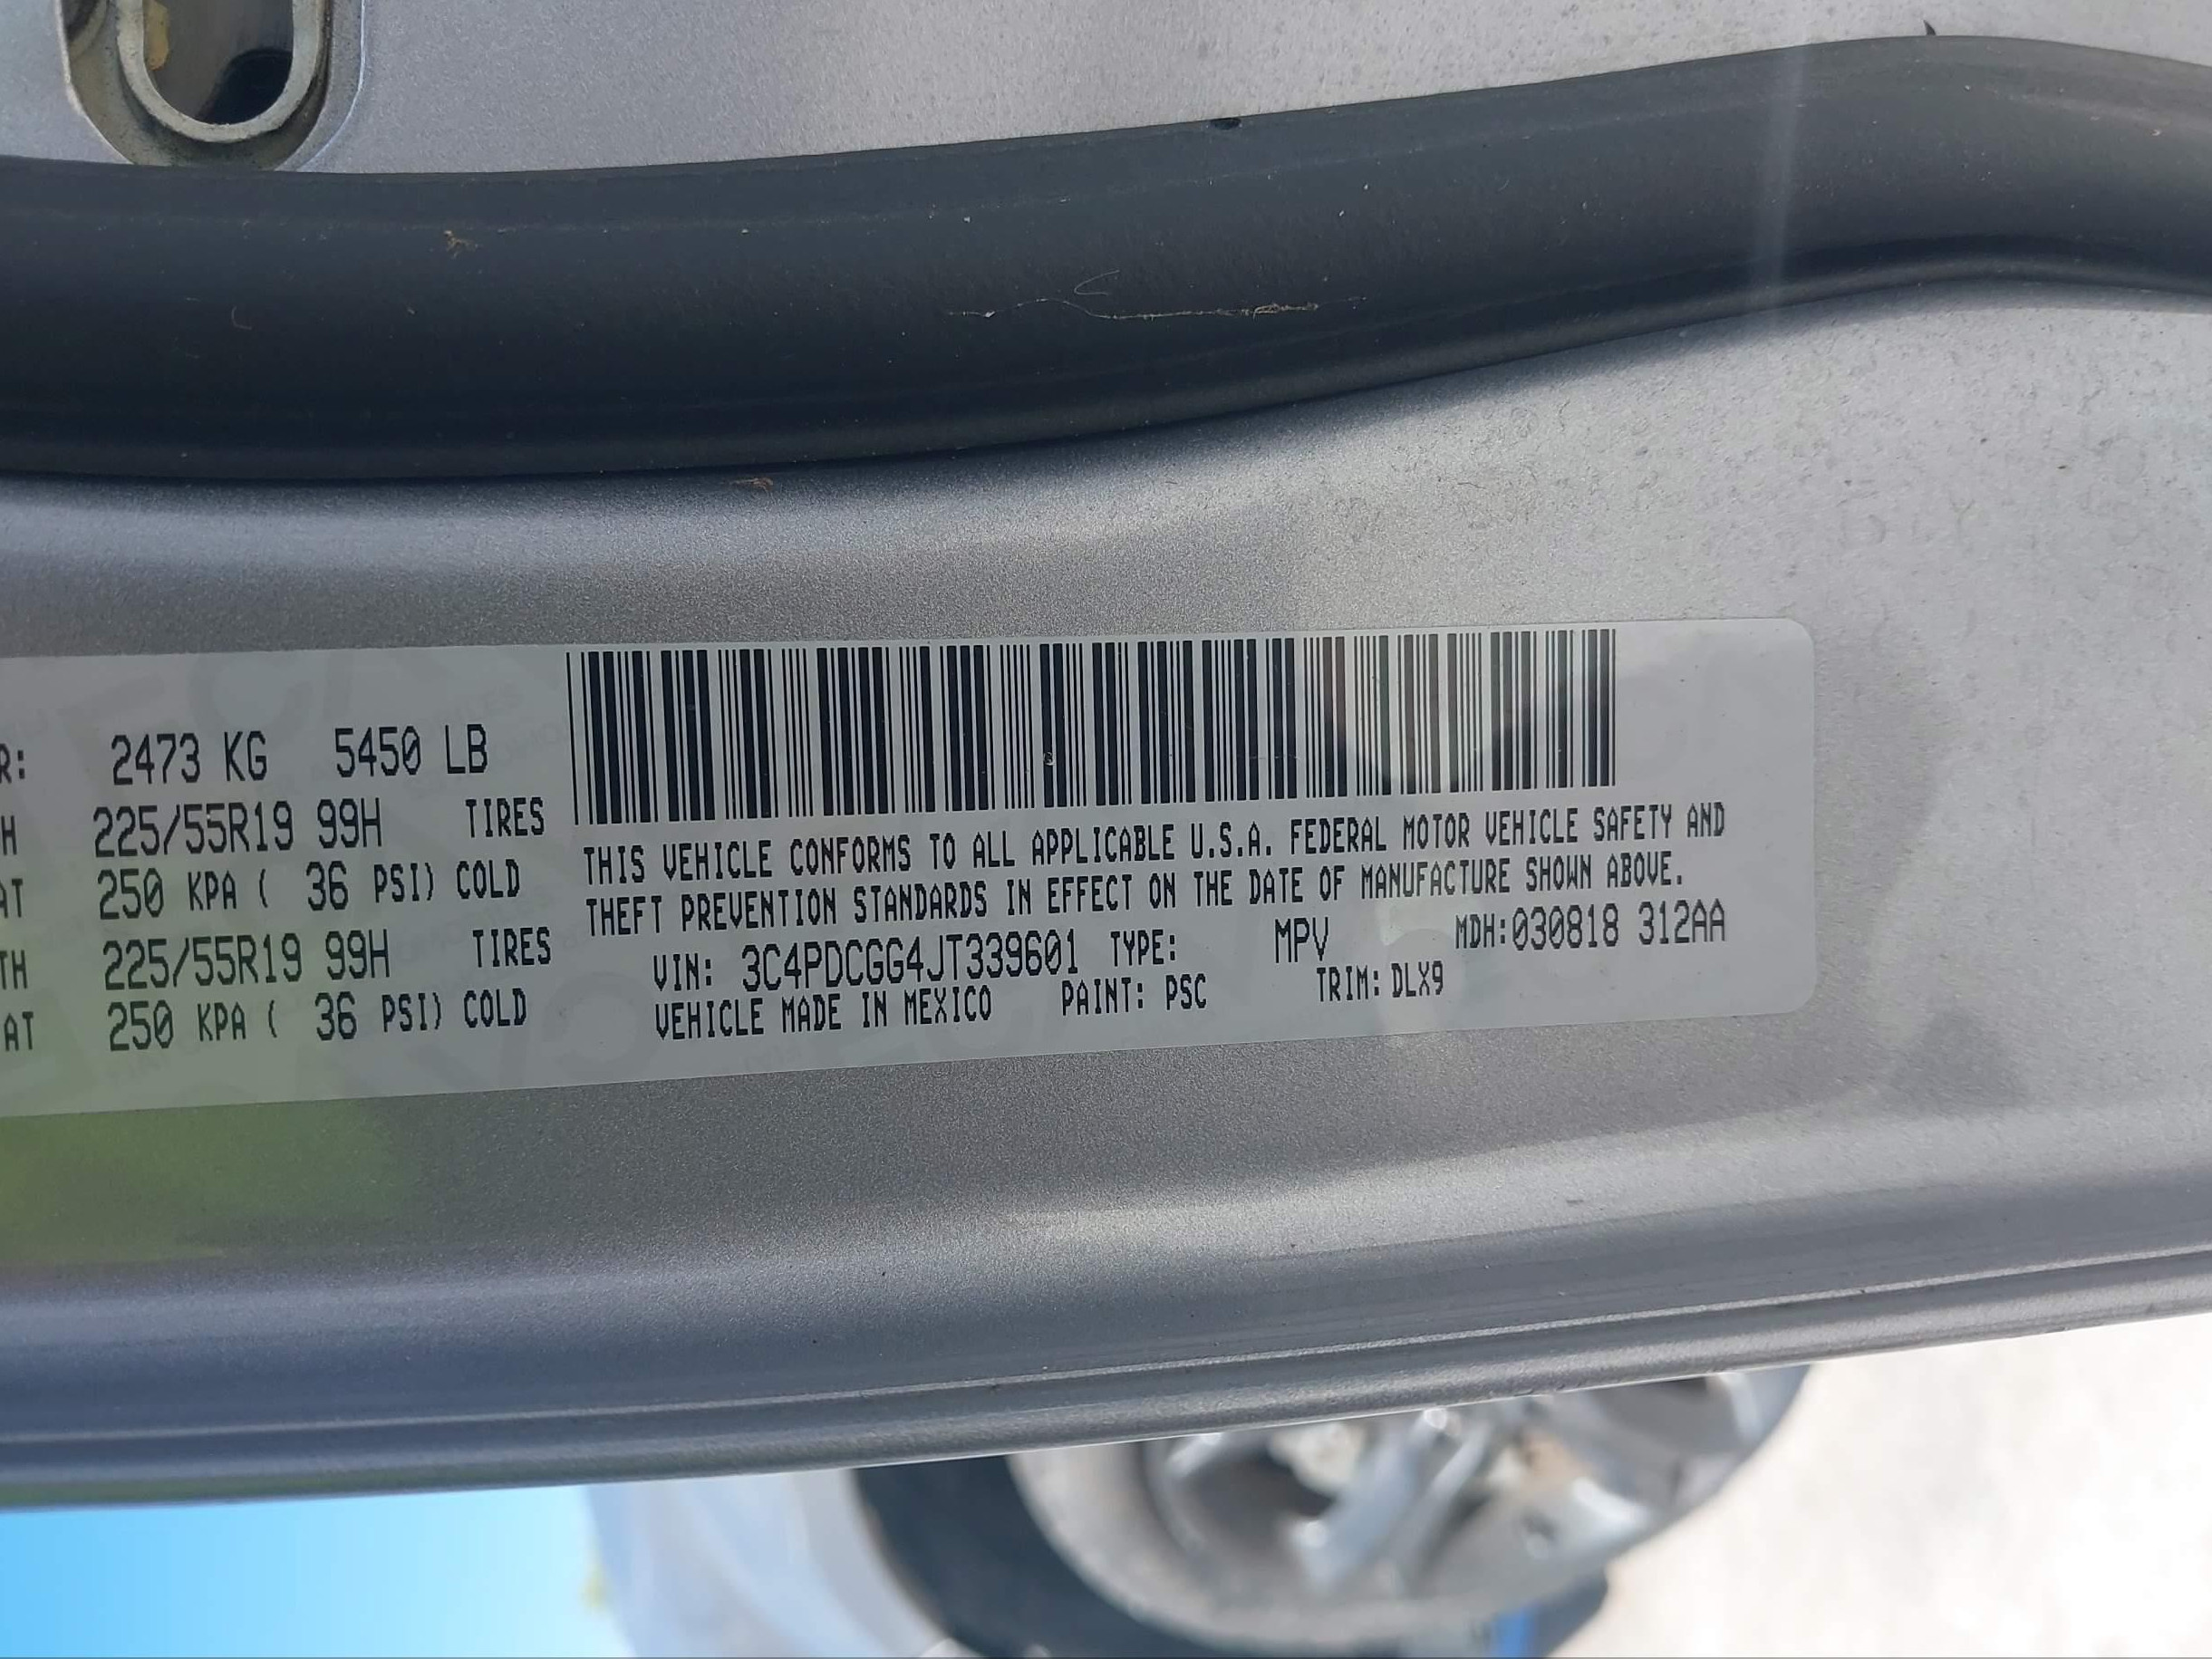 R: 2473 KG 5450 LB
H 225/55R19 99H TIRES
AT 250 KPA ( 36 PSI) COLD
TH 225/55R19 99H TIRES
AT 250 KPA ( 36 PSI) COLD
THIS VEHICLE CONFORMS TO ALL APPLICABLE U.S.A. FEDERAL MOTOR VEHICLE SAFETY AND
THEFT PREVENTION STANDARDS IN EFFECT ON THE DATE OF MANUFACTURE SHOWN ABOVE.
VIN: 3C4PDCGG4JT339601 TYPE: MPV MDH:030818 312AA
VEHICLE MADE IN MEXICO PAINT: PSC TRIM: DLX9